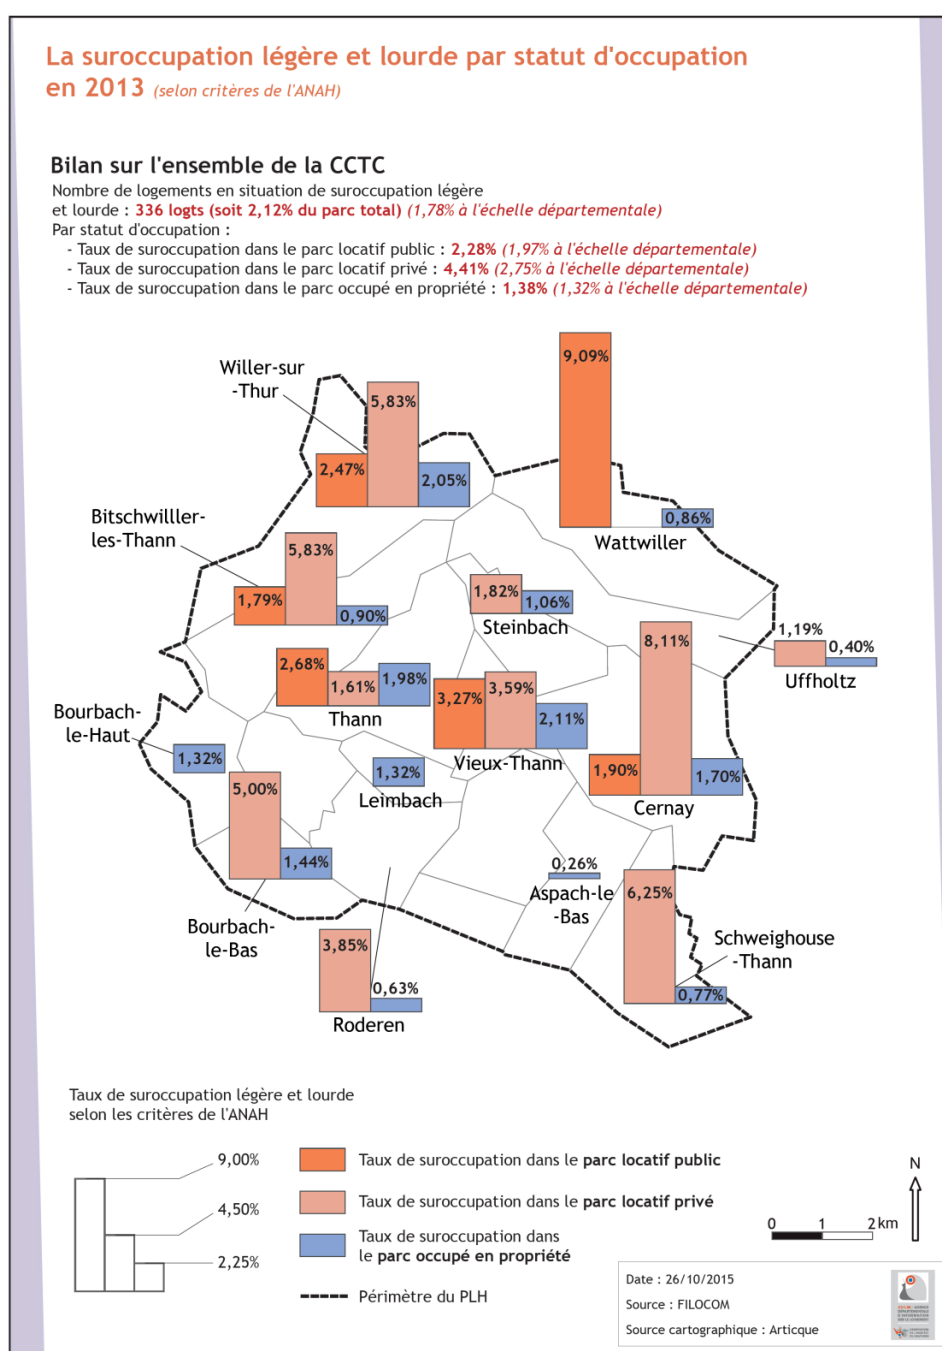 La suroccupation légère et lourde par statut d'occupation
en 2013 (selon critères de l'ANAH)
Bilan sur l'ensemble de la CCTC
Nombre de logements en situation de suroccupation légère
et lourde : 336 logts (soit 2,12% du parc total) (1,78% à l'échelle départementale)
Par statut d'occupation :
- Taux de suroccupation dans le parc locatif public : 2,28% (1,97% à l'échelle départementale)
- Taux de suroccupation dans le parc locatif privé : 4,41% (2,75% à l'échelle départementale)
- Taux de suroccupation dans le parc occupé en propriété : 1,38% (1,32% à l'échelle départementale)
Willer-sur
-Thur
2,47%
5,83%
2,05%
9,09%
0,86%
Wattwiller
Bitschwilller-
les-Thann
1,79%
5,83%
0,90%
1,82%
1,06%
Steinbach
8,11%
1,90%
1,70%
Cernay
1,19%
0,40%
Uffholtz
2,68%
1,61%
1,98%
Thann
3,27%
3,59%
2,11%
Vieux-Thann
Bourbach-
le-Haut
1,32%
1,32%
Leimbach
5,00%
1,44%
Bourbach-
le-Bas
0,26%
Aspach-le
-Bas
6,25%
0,77%
Schweighouse
-Thann
3,85%
0,63%
Roderen
Taux de suroccupation légère et lourde
selon les critères de l'ANAH
9,00%
4,50%
2,25%
Taux de suroccupation dans le parc locatif public
Taux de suroccupation dans le parc locatif privé
Taux de suroccupation dans
le parc occupé en propriété
Périmètre du PLH
N
0 1 2 km
Date : 26/10/2015
Source : FILOCOM
Source cartographique : Articque